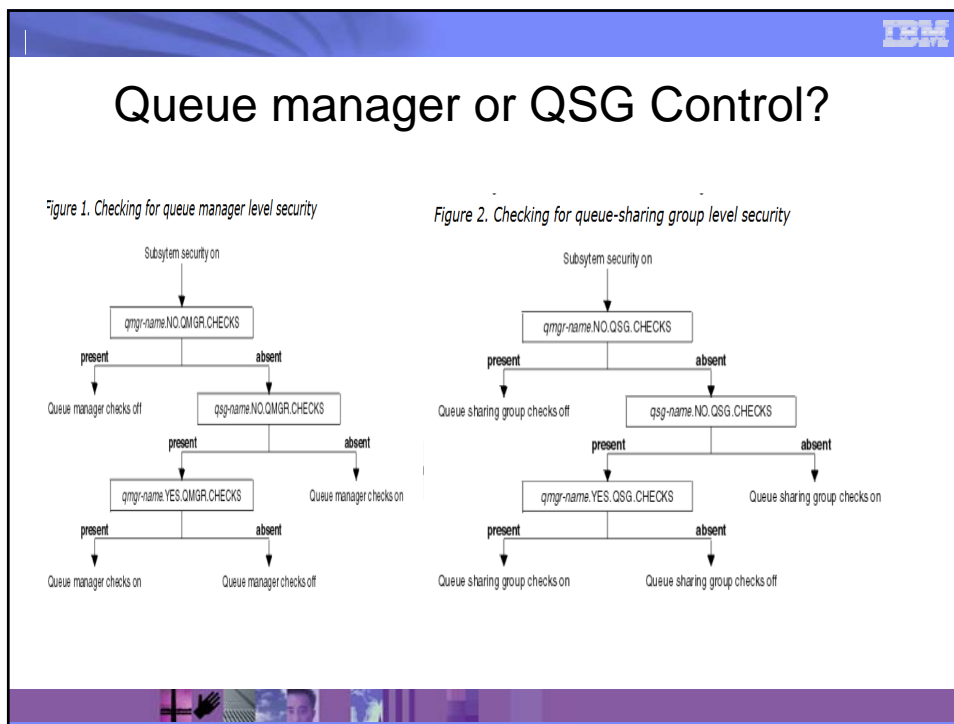 IBM
Queue manager or QSG Control?
Figure 1. Checking for queue manager level security
Subsytem security on
qmgr-name.NO.QMGR.CHECKS
present absent
Queue manager checks off
qsg-name.NO.QMGR.CHECKS
present absent
qmgr-name.YES.QMGR.CHECKS
Queue manager checks on
present absent
Queue manager checks on
Queue manager checks off
Figure 2. Checking for queue-sharing group level security
Subsytem security on
qmgr-name.NO.QSG.CHECKS
present absent
Queue sharing group checks off
qsg-name.NO.QSG.CHECKS
present absent
qmgr-name.YES.QSG.CHECKS
Queue sharing group checks on
present absent
Queue sharing group checks on
Queue sharing group checks off